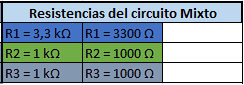 Resistencias del circuito Mixto
R1 = 3,3 kΩ R1 = 3300 Ω
R2 = 1 kΩ R2 = 1000 Ω
R3 = 1 kΩ R3 = 1000 Ω